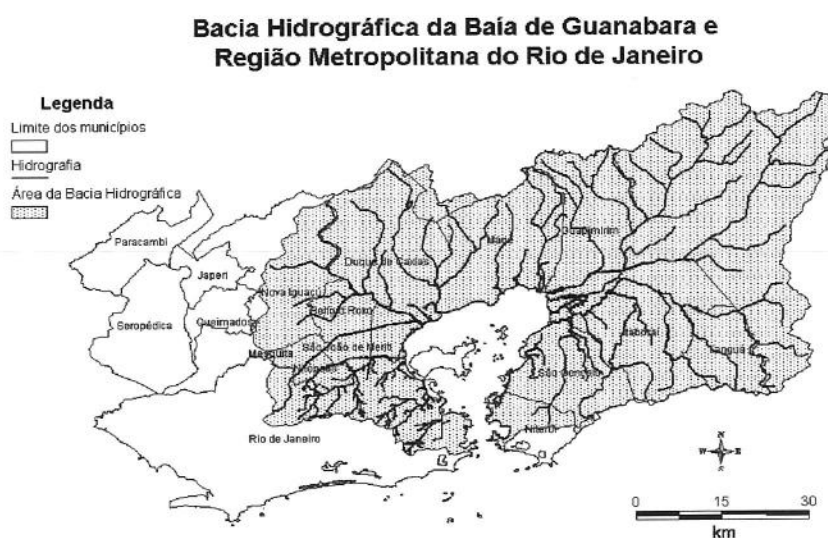 Bacia Hidrográfica da Baía de Guanabara e
Região Metropolitana do Rio de Janeiro
Legenda
Limite dos municípios
Hidrografia
Área da Bacia Hidrográfica
Paracambi
Japeri
Seropédica
Queimados
Nova Iguaçu
Duque de Caxias
Magé
Guapimirim
Belford Roxo
Mesquita
São João de Meriti
Nilópolis
Rio de Janeiro
Itaboraí
Tanguá
São Gonçalo
Niterói
N
W E
S
0 15 30
km